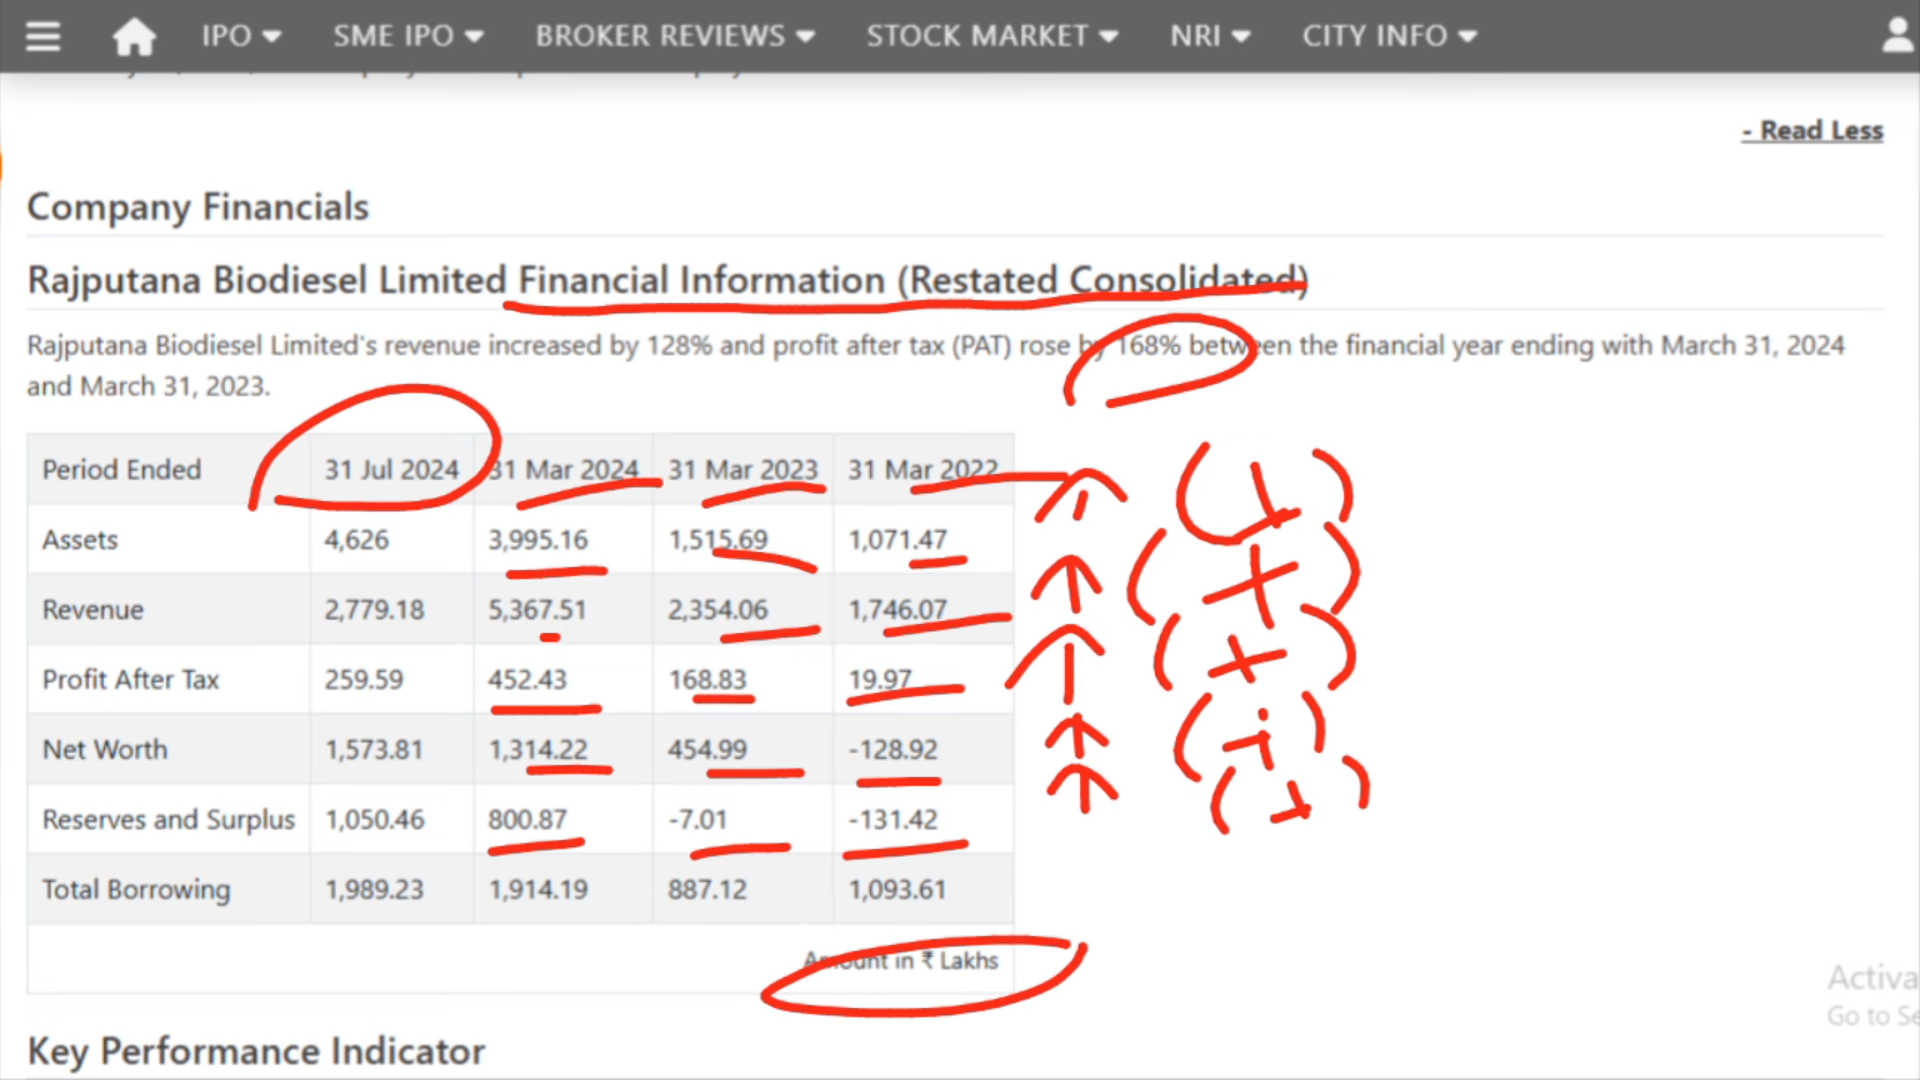 IPO SME IPO BROKER REVIEWS STOCK MARKET NRI CITY INFO
- Read Less
Company Financials
Rajputana Biodiesel Limited Financial Information (Restated Consolidated)
Rajputana Biodiesel Limited's revenue increased by 128% and profit after tax (PAT) rose by 168% between the financial year ending with March 31, 2024
and March 31, 2023.
Period Ended 31 Jul 2024 31 Mar 2024 31 Mar 2023 31 Mar 2022
Assets 4,626 3,995.16 1,515.69 1,071.47
Revenue 2,779.18 5,367.51 2,354.06 1,746.07
Profit After Tax 259.59 452.43 168.83 19.97
Net Worth 1,573.81 1,314.22 454.99 -128.92
Reserves and Surplus 1,050.46 800.87 -7.01 -131.42
Total Borrowing 1,989.23 1,914.19 887.12 1,093.61
Amount in ₹ Lakhs
Activa
Go to Se
Key Performance Indicator